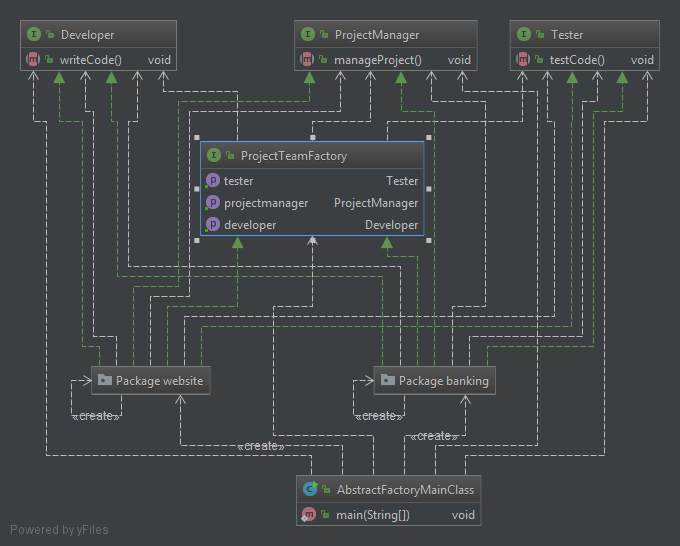 Developer
writeCode() void
ProjectManager
manageProject() void
Tester
testCode() void
ProjectTeamFactory
tester Tester
projectmanager ProjectManager
developer Developer
Package website
Package banking
«create»
«create»
«create»
«create»
AbstractFactoryMainClass
main(String[]) void
Powered by yFiles